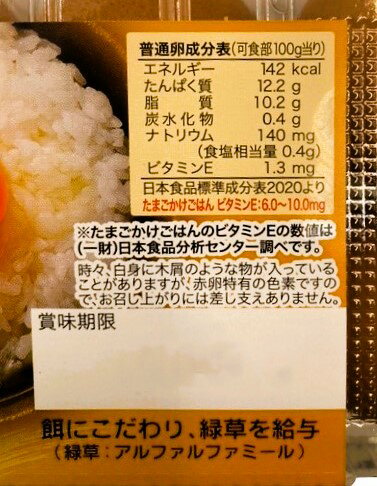 普通卵成分表(可食部100g当り)
エネルギー 142 kcal
たんぱく質 12.2 g
脂質 10.2 g
炭水化物 0.4 g
ナトリウム 140 mg
(食塩相当量 0.4g)
ビタミンE 1.3 mg
日本食品標準成分表2020より
たまごかけごはん ビタミンE:6.0〜10.0mg
※たまごかけごはんのビタミンEの数値は
(一財)日本食品分析センター調べです。
時々、白身に木屑のような物が入っている
ことがありますが、赤卵特有の色素ですの
で、お召し上がりには差し支えありません。
賞味期限
餌にこだわり、緑草を給与
(緑草:アルファルファミール)